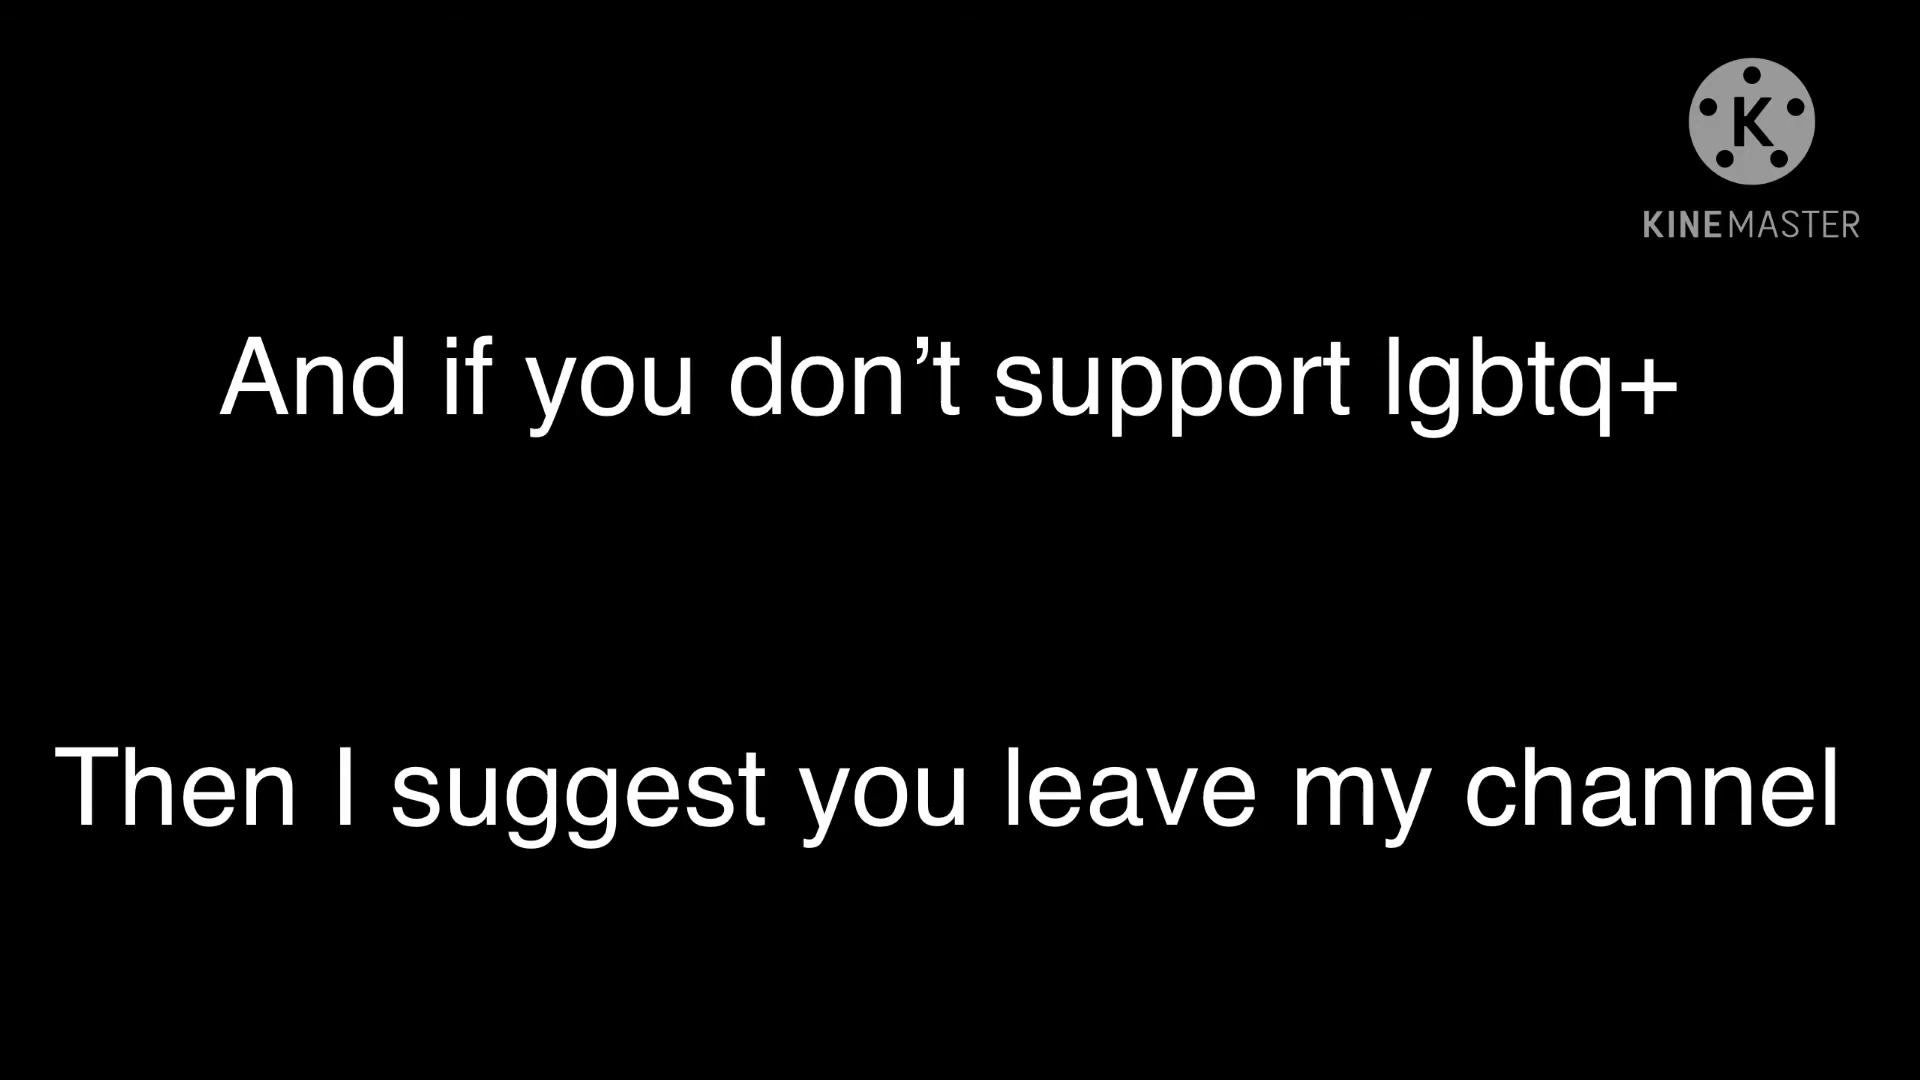 K
KINEMASTER
And if you don’t support lgbtq+
Then I suggest you leave my channel